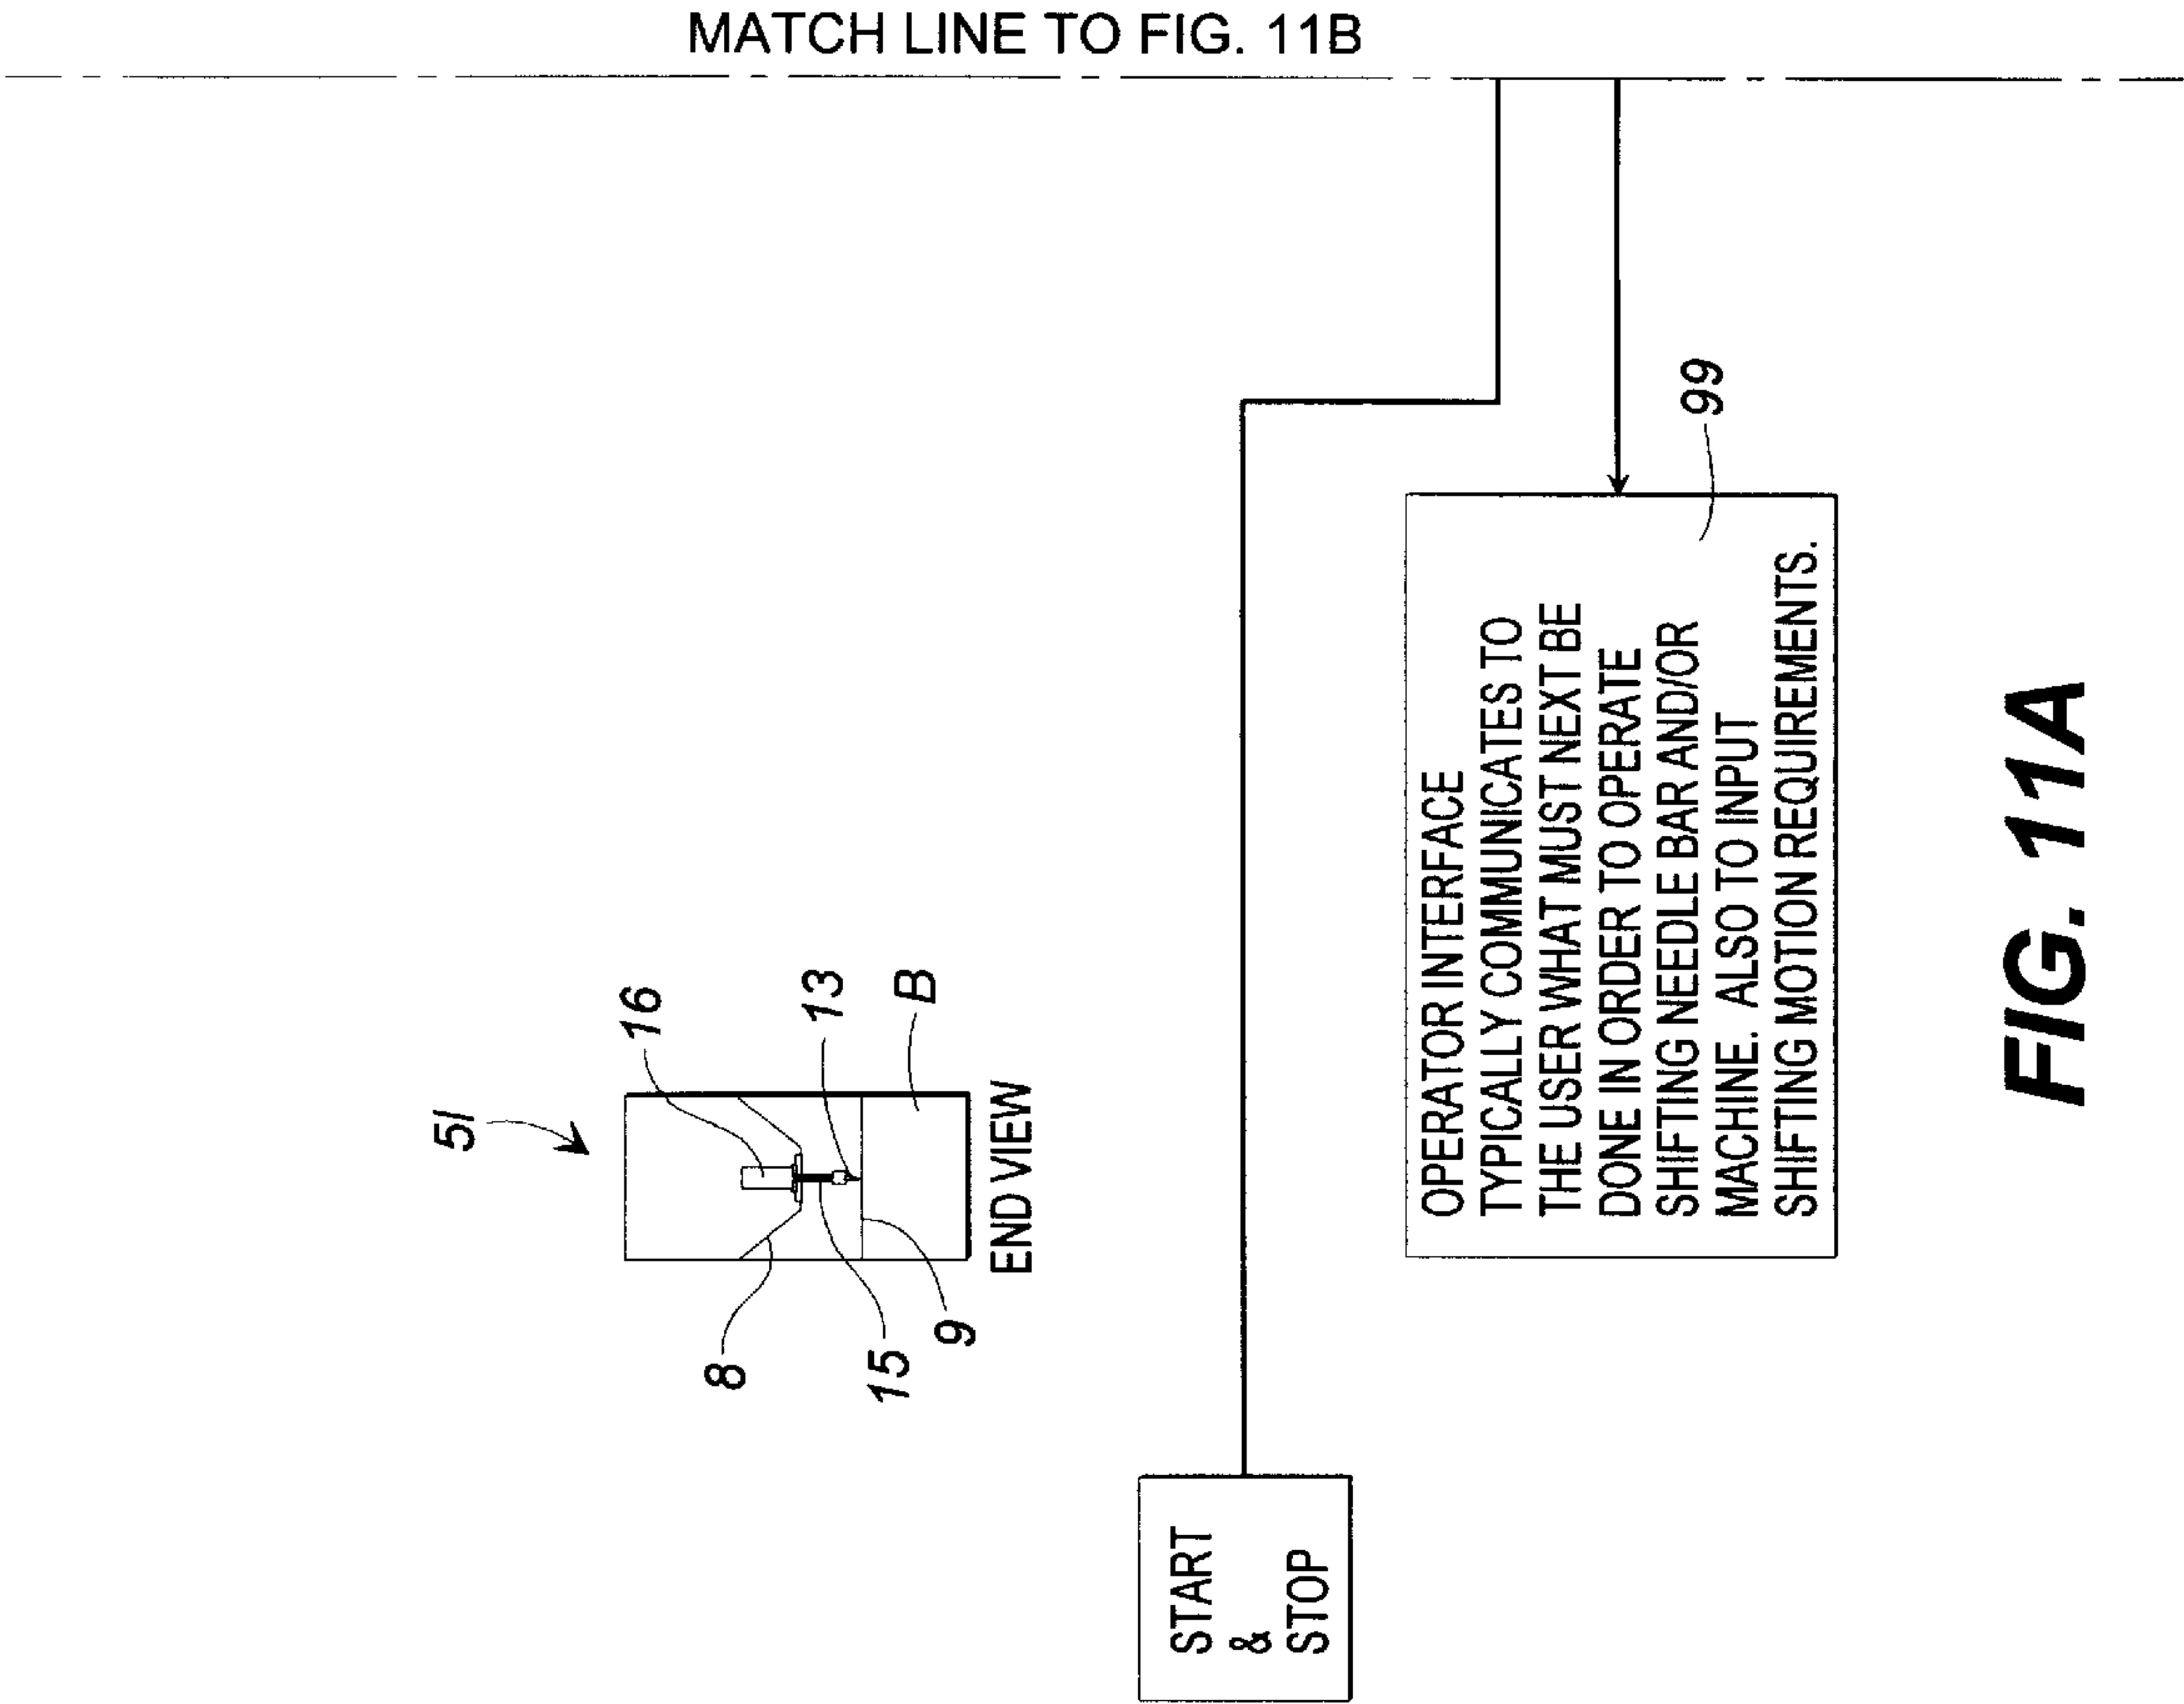 MATCH LINE TO FIG. 11B
51
16
13
B
8
15
9
END VIEW
START
&
STOP
99
OPERATOR INTERFACE
TYPICALLY COMMUNICATES TO
THE USER WHAT MUST NEXT BE
DONE IN ORDER TO OPERATE
SHIFTING NEEDLE BAR AND/OR
MACHINE. ALSO TO INPUT
SHIFTING MOTION REQUIREMENTS.
FIG. 11A